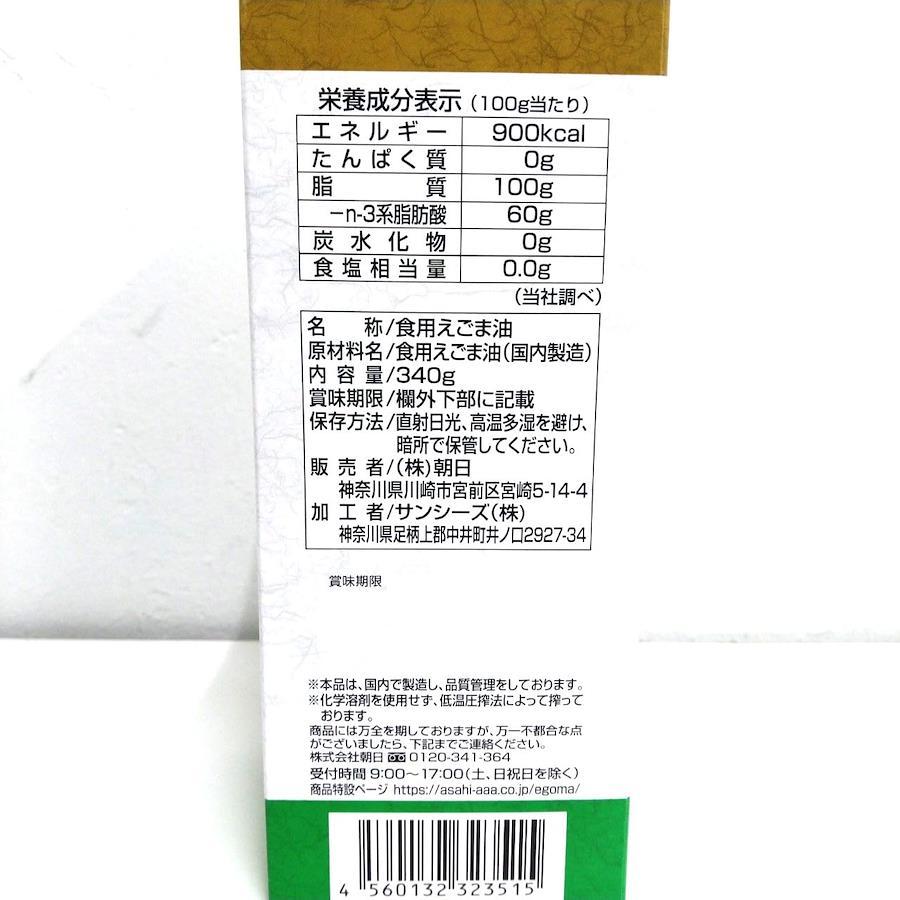 栄養成分表示（100g当たり）
エネルギー 900kcal
たんぱく質 0g
脂質 100g
－n-3系脂肪酸 60g
炭水化物 0g
食塩相当量 0.0g
（当社調べ）
名称/食用えごま油
原材料名/食用えごま油（国内製造）
内容量/340g
賞味期限/欄外下部に記載
保存方法/直射日光、高温多湿を避け、
暗所で保管してください。
販売者/（株）朝日
神奈川県川崎市宮前区宮崎5-14-4
加工者/サンシーズ（株）
神奈川県足柄上郡中井町井ノ口2927-34
賞味期限
※本品は、国内で製造し、品質管理をしております。
※化学溶剤を使用せず、低温圧搾法によって搾って
おります。
商品には万全を期しておりますが、万一不都合な点
がございましたら、下記までご連絡ください。
株式会社朝日 0120-341-364
受付時間 9:00～17:00（土、日祝日を除く）
商品特設ページ https://asahi-aaa.co.jp/egoma/
4 560132 323515